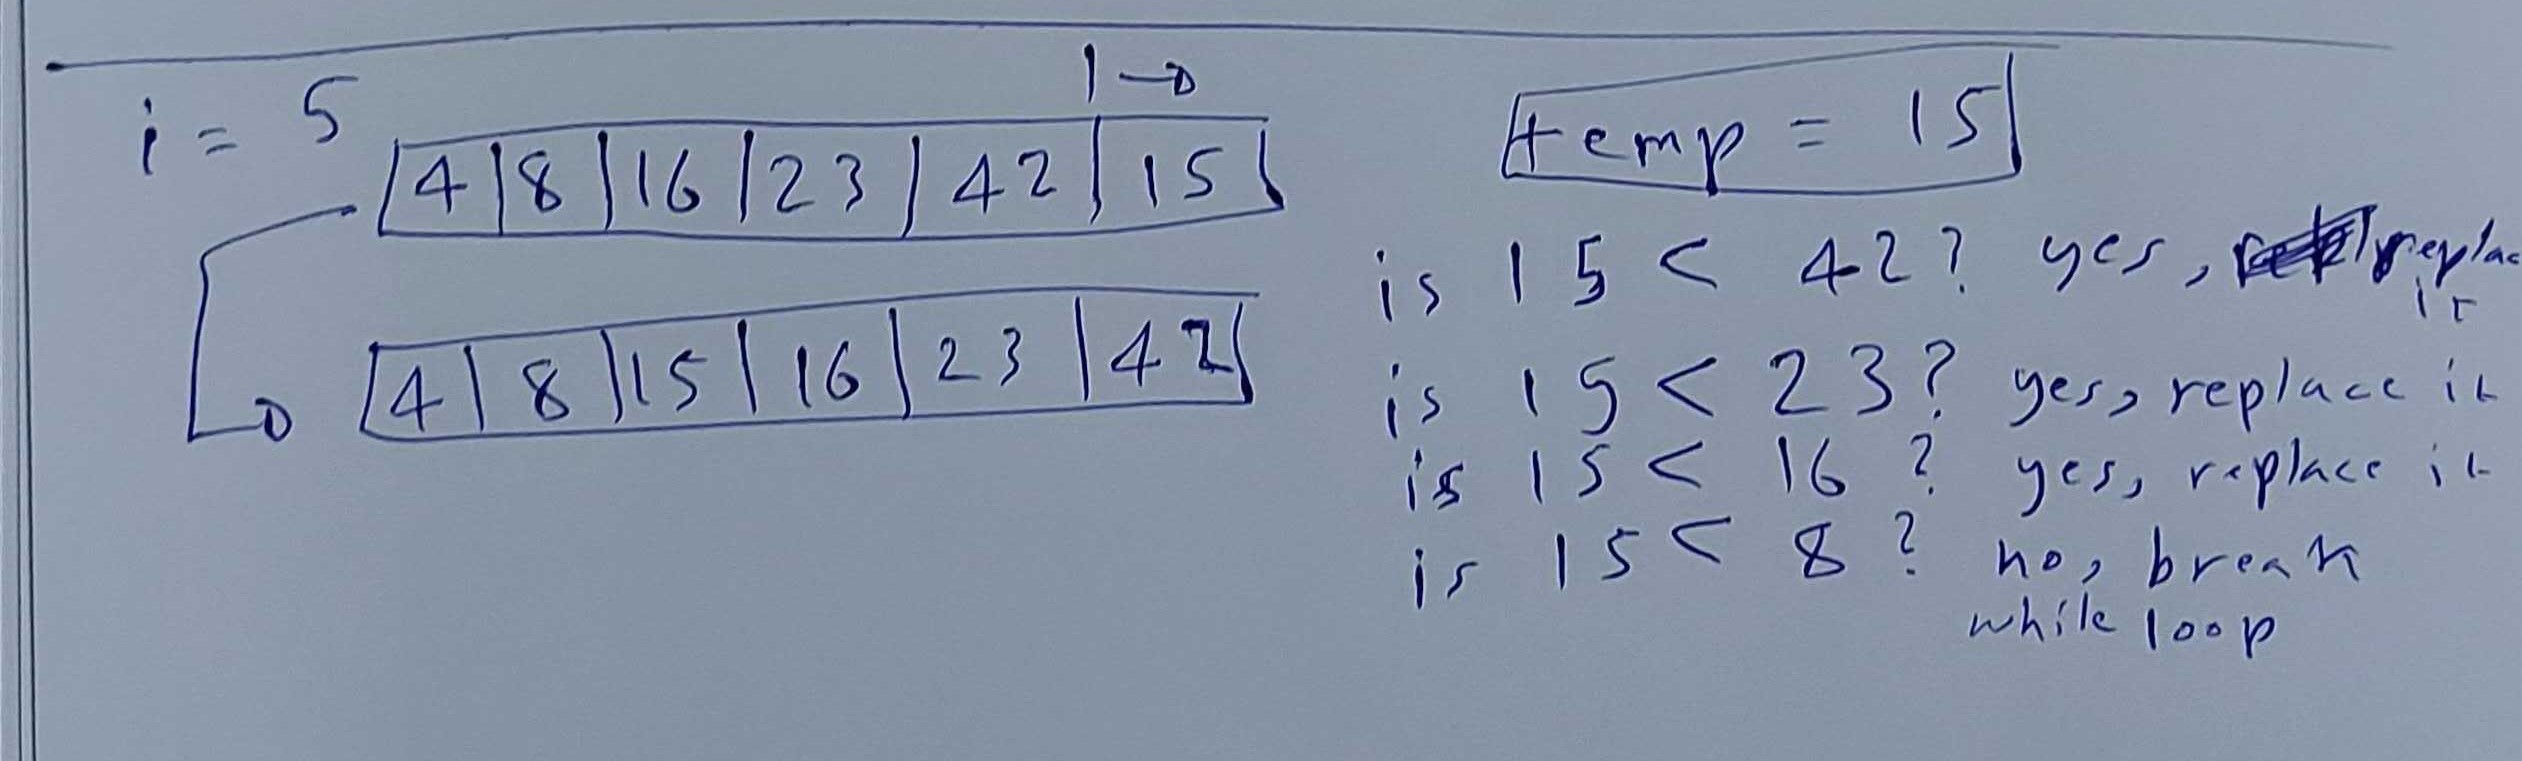 i = 5
4 8 16 23 42 15
4 8 15 16 23 42
temp = 15
is 15 < 42? yes, replac
it
is 15 < 23? yes, replace it
is 15 < 16 ? yes, replace it
is 15 < 8 ? no, break
while loop